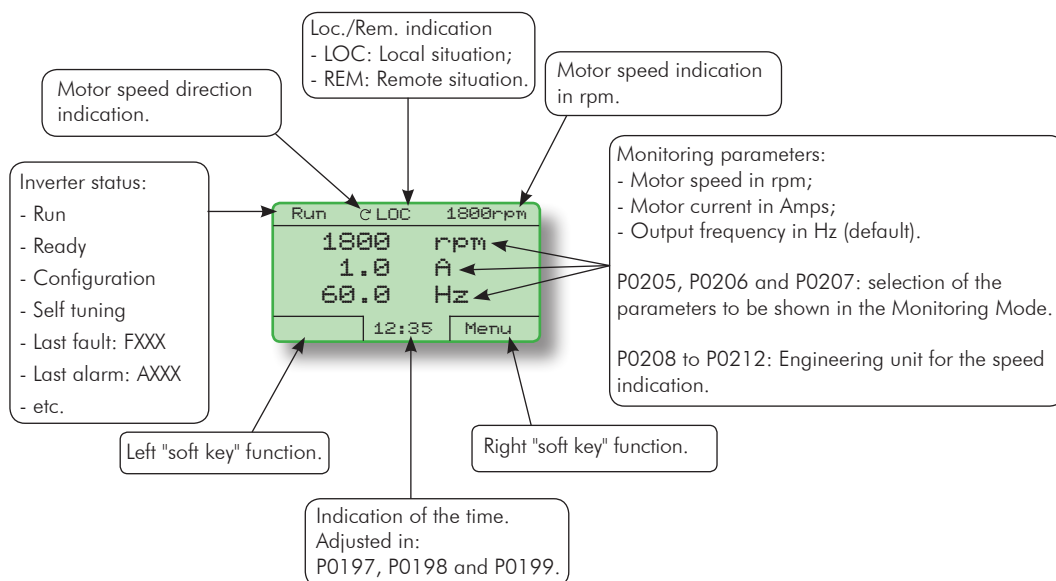 Loc./Rem. indication
- LOC: Local situation;
- REM: Remote situation.
Motor speed direction
indication.
Motor speed indication
in rpm.
Inverter status:
- Run
- Ready
- Configuration
- Self tuning
- Last fault: FXXX
- Last alarm: AXXX
- etc.
Run LOC 1800rpm
1800 rpm
1.0 A
60.0 Hz
12:35 Menu
Monitoring parameters:
- Motor speed in rpm;
- Motor current in Amps;
- Output frequency in Hz (default).
P0205, P0206 and P0207: selection of the
parameters to be shown in the Monitoring Mode.
P0208 to P0212: Engineering unit for the speed
indication.
Left "soft key" function.
Right "soft key" function.
Indication of the time.
Adjusted in:
P0197, P0198 and P0199.